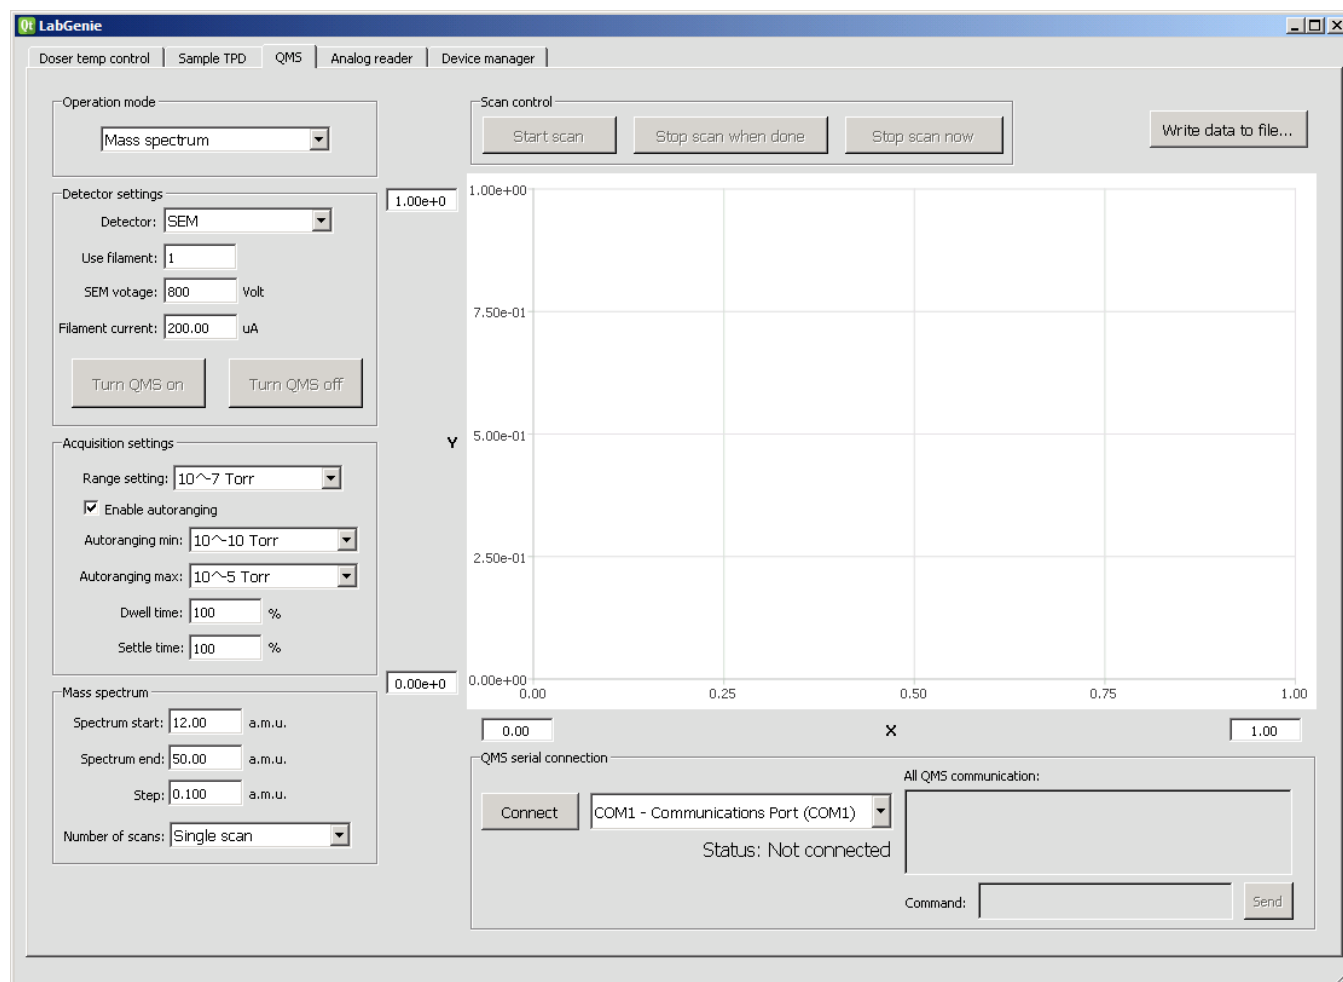 Qt LabGenie
Doser temp control Sample TPD QMS Analog reader Device manager
Operation mode
Mass spectrum
Scan control
Start scan Stop scan when done Stop scan now
Write data to file...
Detector settings
Detector: SEM
Use filament: 1
SEM votage: 800 Volt
Filament current: 200.00 uA
Turn QMS on Turn QMS off
Acquisition settings
Range setting: 10^-7 Torr
Enable autoranging
Autoranging min: 10^-10 Torr
Autoranging max: 10^-5 Torr
Dwell time: 100 %
Settle time: 100 %
Mass spectrum
Spectrum start: 12.00 a.m.u.
Spectrum end: 50.00 a.m.u.
Step: 0.100 a.m.u.
Number of scans: Single scan
1.00e+0
Y
0.00e+0
1.00e+00
7.50e-01
5.00e-01
2.50e-01
0.00e+00
0.00 0.25 0.50 0.75 1.00
0.00 X 1.00
QMS serial connection
Connect COM1 - Communications Port (COM1)
Status: Not connected
All QMS communication:
Command: Send